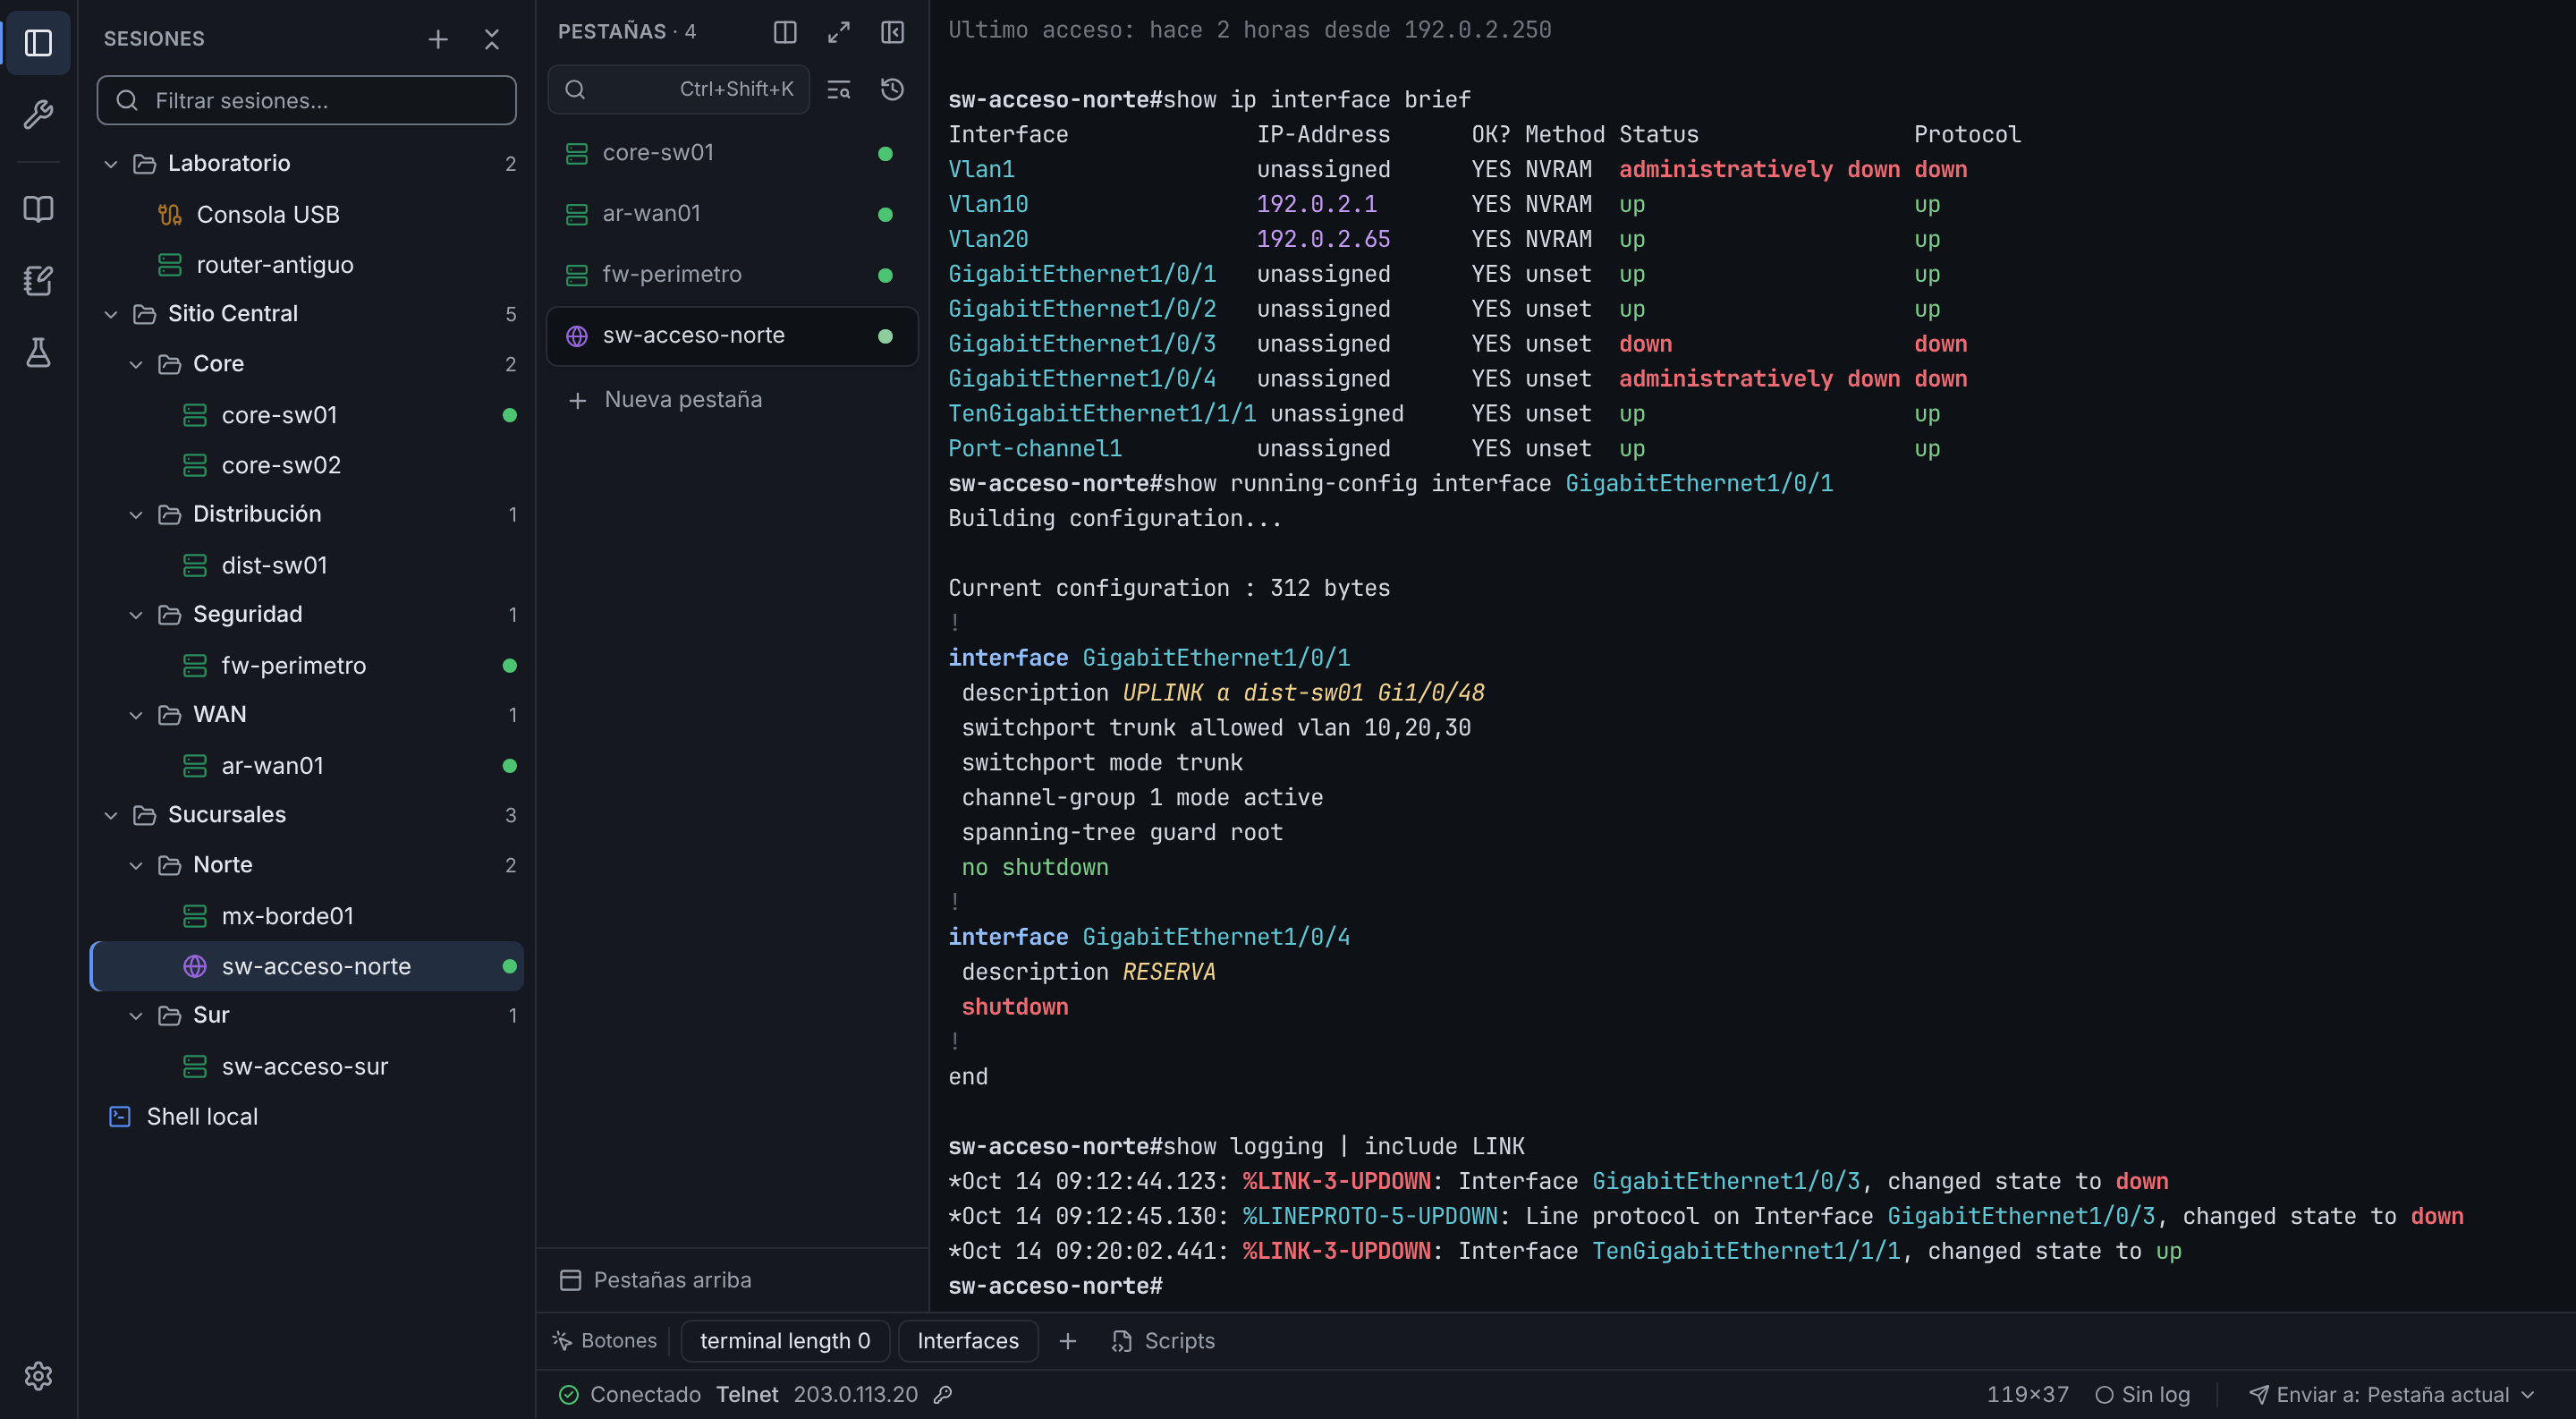 SESIONES
Filtrar sesiones...
Laboratorio 2
Consola USB
router-antiguo
Sitio Central 5
Core 2
core-sw01
core-sw02
Distribución 1
dist-sw01
Seguridad 1
fw-perimetro
WAN 1
ar-wan01
Sucursales 3
Norte 2
mx-borde01
sw-acceso-norte
Sur 1
sw-acceso-sur
Shell local
PESTAÑAS · 4
Ctrl+Shift+K
core-sw01
ar-wan01
fw-perimetro
sw-acceso-norte
Nueva pestaña
Pestañas arriba
Ultimo acceso: hace 2 horas desde 192.0.2.250
sw-acceso-norte#show ip interface brief
Interface IP-Address OK? Method Status Protocol
Vlan1 unassigned YES NVRAM administratively down down
Vlan10 192.0.2.1 YES NVRAM up up
Vlan20 192.0.2.65 YES NVRAM up up
GigabitEthernet1/0/1 unassigned YES unset up up
GigabitEthernet1/0/2 unassigned YES unset up up
GigabitEthernet1/0/3 unassigned YES unset down down
GigabitEthernet1/0/4 unassigned YES unset administratively down down
TenGigabitEthernet1/1/1 unassigned YES unset up up
Port-channel1 unassigned YES unset up up
sw-acceso-norte#show running-config interface GigabitEthernet1/0/1
Building configuration...
Current configuration : 312 bytes
!
interface GigabitEthernet1/0/1
description UPLINK a dist-sw01 Gi1/0/48
switchport trunk allowed vlan 10,20,30
switchport mode trunk
channel-group 1 mode active
spanning-tree guard root
no shutdown
!
interface GigabitEthernet1/0/4
description RESERVA
shutdown
!
end
sw-acceso-norte#show logging | include LINK
*Oct 14 09:12:44.123: %LINK-3-UPDOWN: Interface GigabitEthernet1/0/3, changed state to down
*Oct 14 09:12:45.130: %LINEPROTO-5-UPDOWN: Line protocol on Interface GigabitEthernet1/0/3, changed state to down
*Oct 14 09:20:02.441: %LINK-3-UPDOWN: Interface TenGigabitEthernet1/1/1, changed state to up
sw-acceso-norte#
Botones terminal length 0 Interfaces Scripts
Conectado Telnet 203.0.113.20 119×37 Sin log Enviar a: Pestaña actual